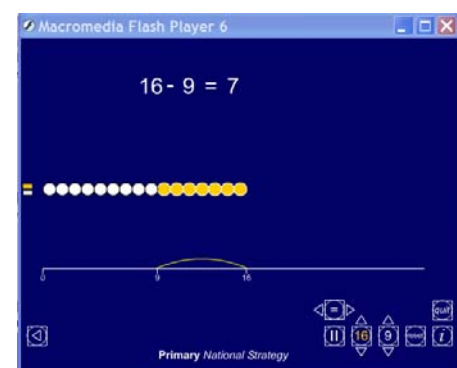 Macromedia Flash Player 6
16 - 9 = 7
0 9 16
=
quit
16 9
i
Primary National Strategy